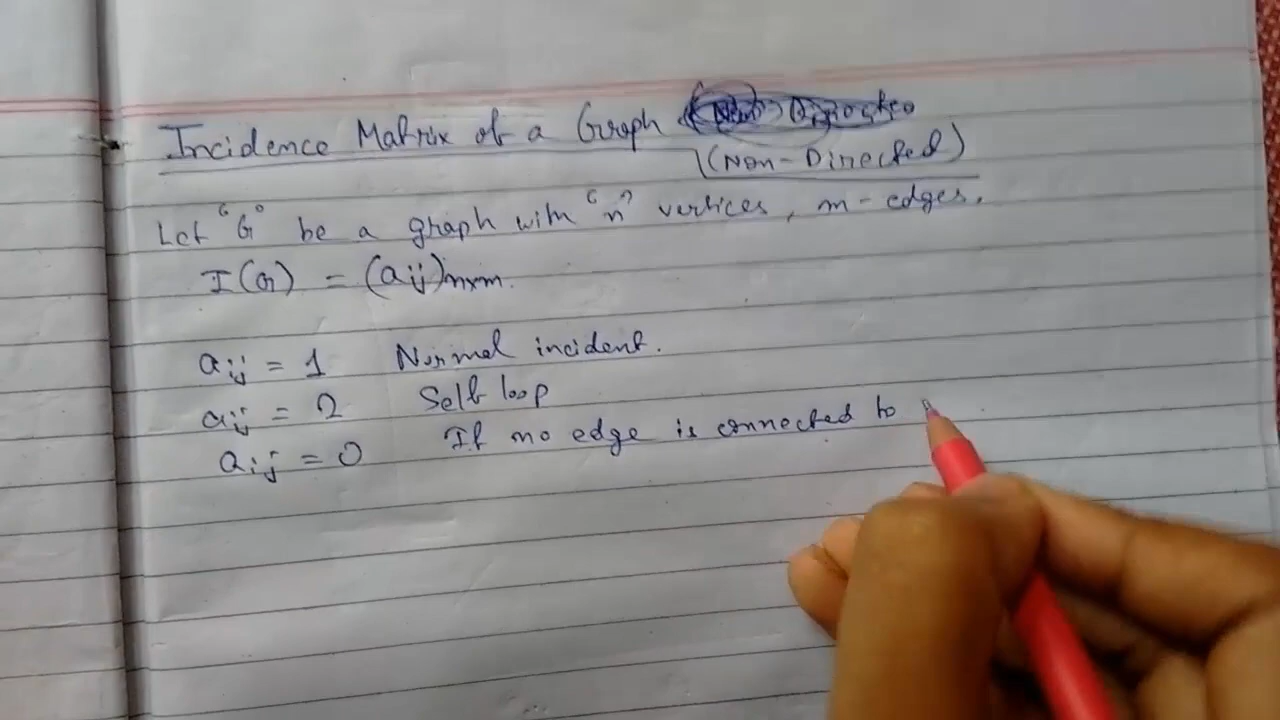 Incidence Matrix of a Graph
(Non-Directed)
Let "G" be a graph with "n" vertices, m-edges.
I(G) = (aij)nxm.
aij = 1 Normal incident.
aij = 2 Self loop
aij = 0 If no edge is connected to